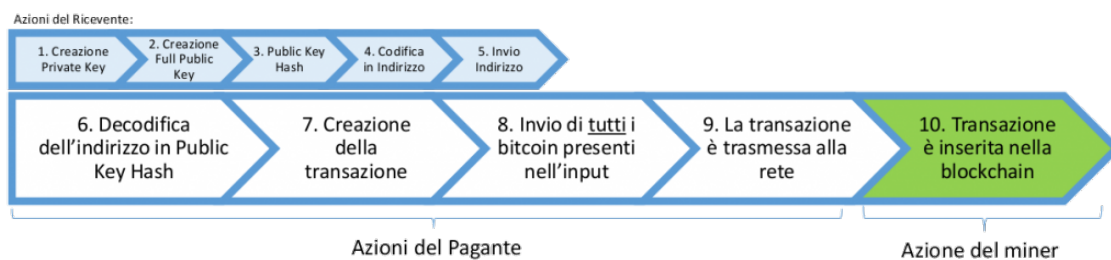 Azioni del Ricevente:
1. Creazione
Private Key
2. Creazione
Full Public
Key
3. Public Key
Hash
4. Codifica
in Indirizzo
5. Invio
Indirizzo
6. Decodifica
dell'indirizzo in Public
Key Hash
7. Creazione
della
transazione
8. Invio di tutti i
bitcoin presenti
nell'input
9. La transazione
è trasmessa alla
rete
10. Transazione
è inserita nella
blockchain
Azioni del Pagante
Azione del miner